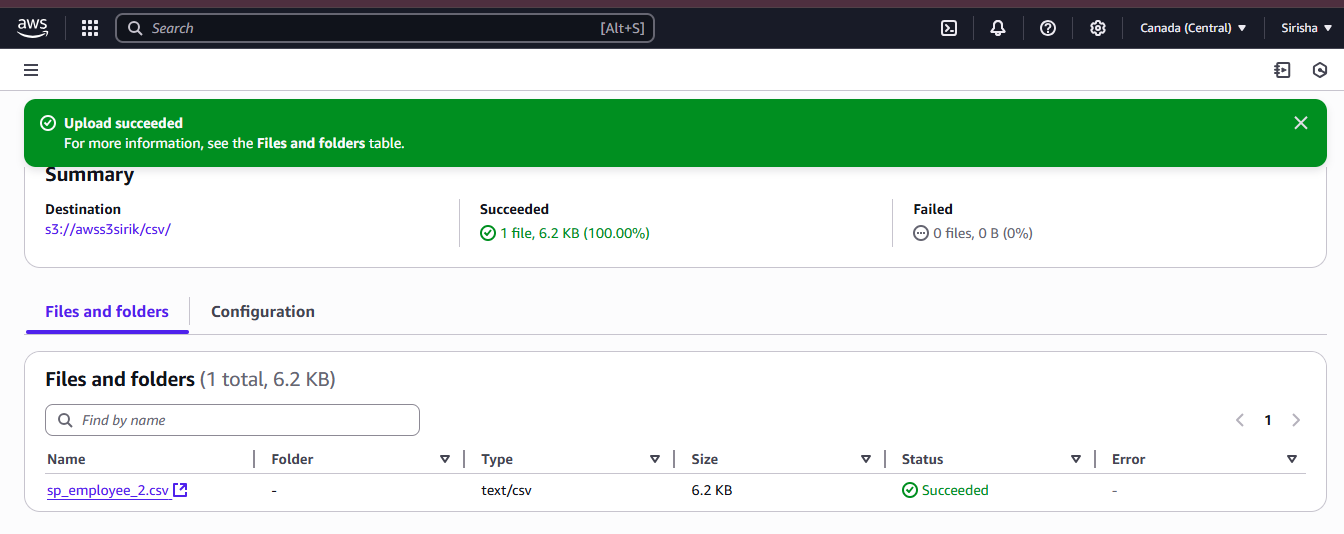 aws Search [Alt+S] Canada (Central) Sirisha
Upload succeeded
For more information, see the Files and folders table.
Summary
Destination Succeeded Failed
s3://awss3sirik/csv/ 1 file, 6.2 KB (100.00%) 0 files, 0 B (0%)
Files and folders Configuration
Files and folders (1 total, 6.2 KB)
Find by name 1
Name Folder Type Size Status Error
sp_employee_2.csv - text/csv 6.2 KB Succeeded -